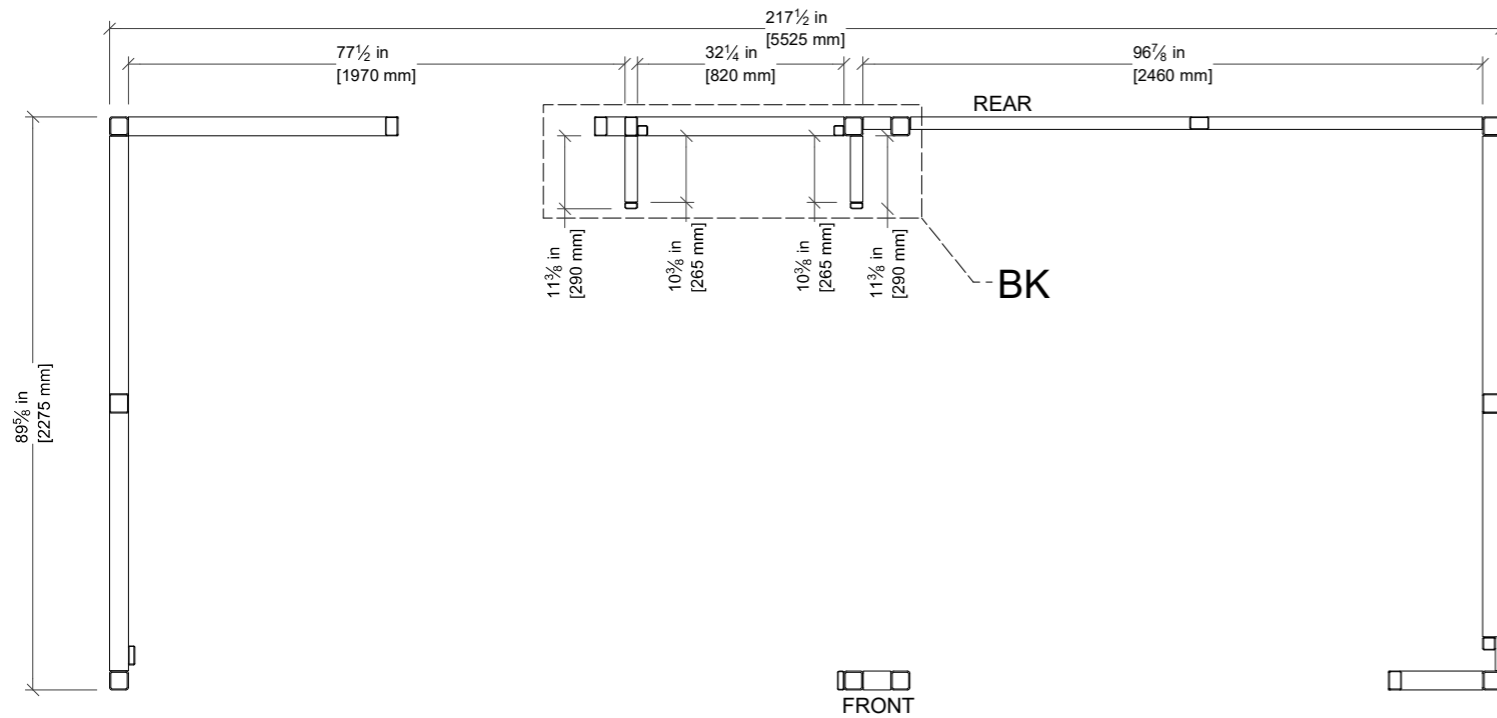 217½ in
[5525 mm]
77½ in
[1970 mm]
32¼ in
[820 mm]
96⅞ in
[2460 mm]
REAR
11⅜ in
[290 mm]
10⅜ in
[265 mm]
10⅜ in
[265 mm]
11⅜ in
[290 mm]
BK
89⅝ in
[2275 mm]
FRONT